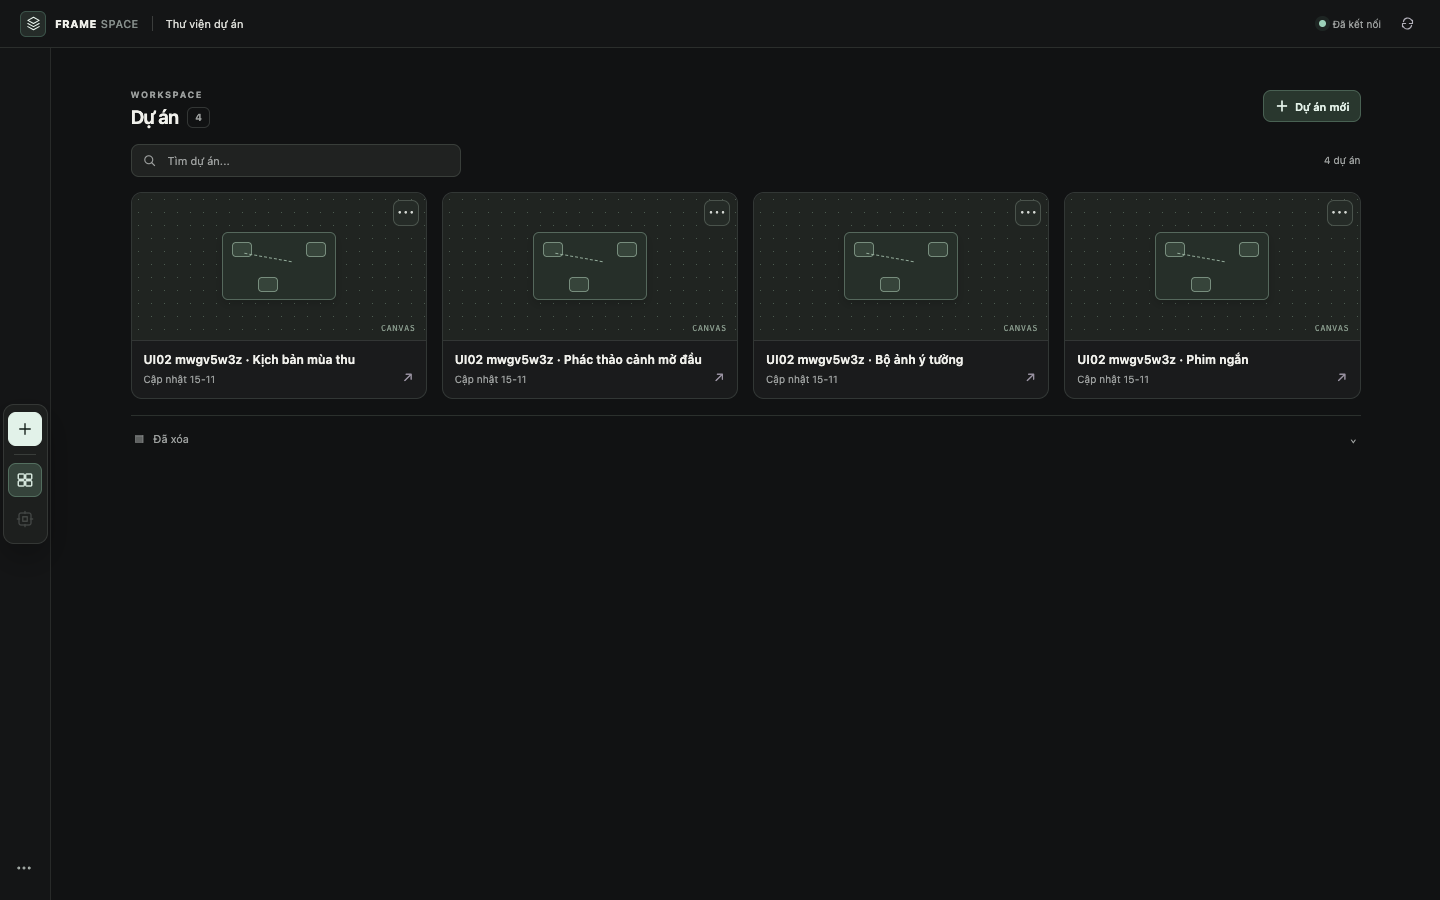 FRAME SPACE
Thư viện dự án
Đã kết nối
WORKSPACE
Dự án 4
Dự án mới
Tìm dự án...
4 dự án
CANVAS
UI02 mwgv5w3z · Kịch bản mùa thu
Cập nhật 15-11
CANVAS
UI02 mwgv5w3z · Phác thảo cảnh mở đầu
Cập nhật 15-11
CANVAS
UI02 mwgv5w3z · Bộ ảnh ý tưởng
Cập nhật 15-11
CANVAS
UI02 mwgv5w3z · Phim ngắn
Cập nhật 15-11
Đã xóa